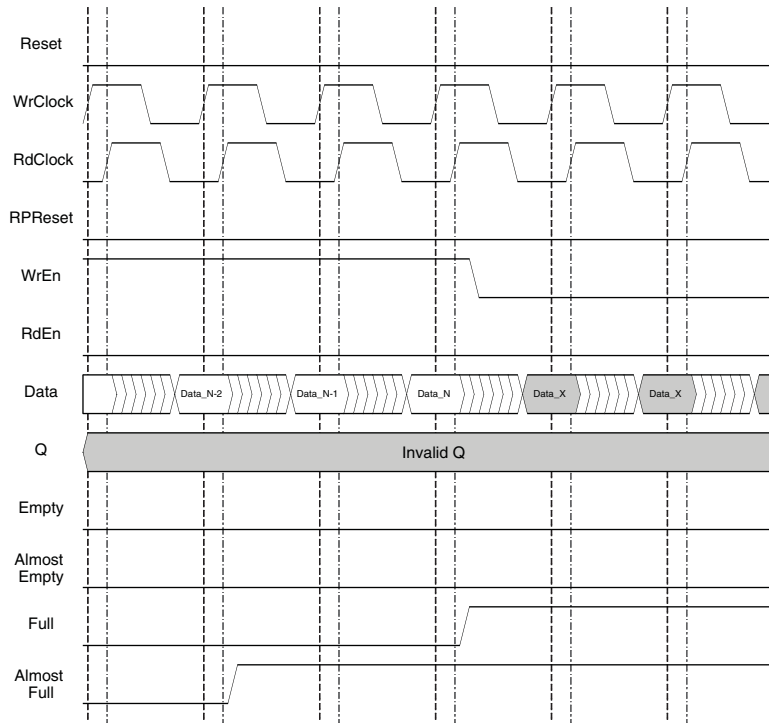 Reset
WrClock
RdClock
RPReset
WrEn
RdEn
Data
Data_N-2
Data_N-1
Data_N
Data_X
Data_X
Q
Invalid Q
Empty
Almost
Empty
Full
Almost
Full